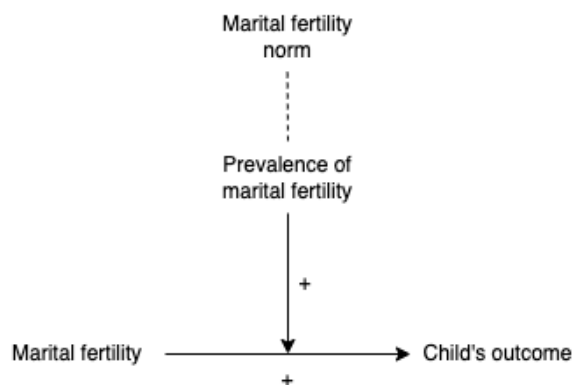 Marital fertility
norm
Prevalence of
marital fertility
+
Marital fertility
Child's outcome
+